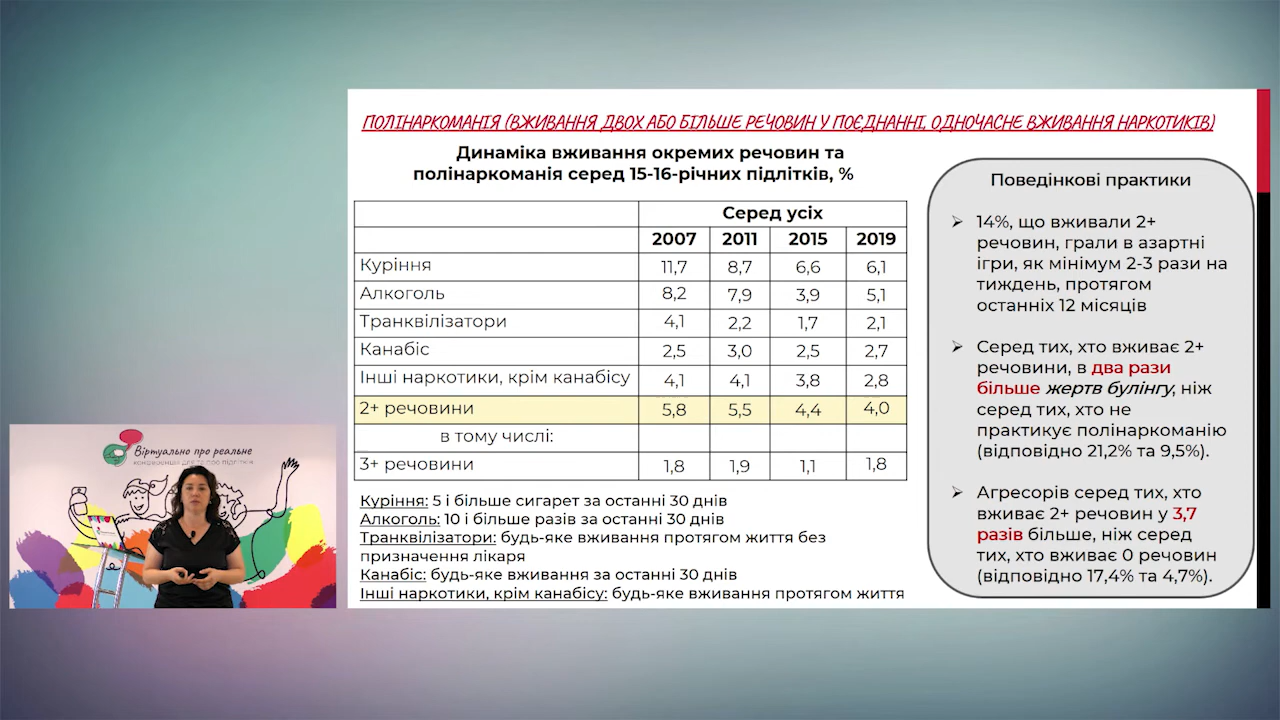 ПОЛІНАРКОМАНІЯ (ВЖИВАННЯ ДВОХ АБО БІЛЬШЕ РЕЧОВИН У ПОЄДНАННІ, ОДНОЧАСНЕ ВЖИВАННЯ НАРКОТИКІВ)
Динаміка вживання окремих речовин та
полінаркоманія серед 15-16-річних підлітків, %
Серед усіх
2007 2011 2015 2019
Куріння 11,7 8,7 6,6 6,1
Алкоголь 8,2 7,9 3,9 5,1
Транквілізатори 4,1 2,2 1,7 2,1
Канабіс 2,5 3,0 2,5 2,7
Інші наркотики, крім канабісу 4,1 4,1 3,8 2,8
2+ речовини 5,8 5,5 4,4 4,0
в тому числі:
3+ речовини 1,8 1,9 1,1 1,8
Куріння: 5 і більше сигарет за останні 30 днів
Алкоголь: 10 і більше разів за останні 30 днів
Транквілізатори: будь-яке вживання протягом життя без
призначення лікаря
Канабіс: будь-яке вживання за останні 30 днів
Інші наркотики, крім канабісу: будь-яке вживання протягом життя
Поведінкові практики
14%, що вживали 2+
речовин, грали в азартні
ігри, як мінімум 2-3 рази на
тиждень, протягом
останніх 12 місяців
Серед тих, хто вживає 2+
речовини, в два рази
більше жертв булінгу, ніж
серед тих, хто не
практикує полінаркоманію
(відповідно 21,2% та 9,5%).
Агресорів серед тих, хто
вживає 2+ речовин у 3,7
разів більше, ніж серед
тих, хто вживає 0 речовин
(відповідно 17,4% та 4,7%).
Віртуально про реальне
конференція для та про підлітків